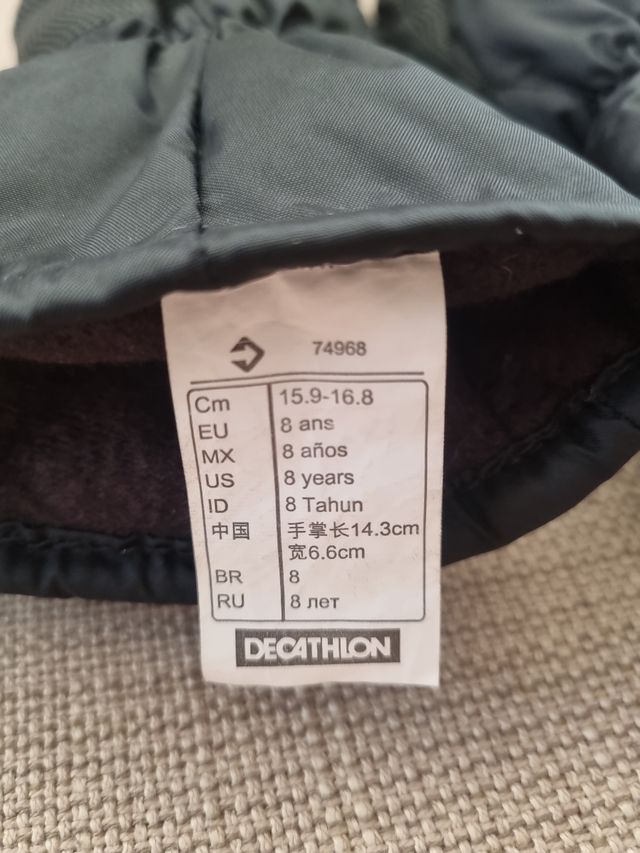 74968
Cm 15.9-16.8
EU 8 ans
MX 8 años
US 8 years
ID 8 Tahun
中国 手掌长14.3cm
宽6.6cm
BR 8
RU 8 лет
DECATHLON